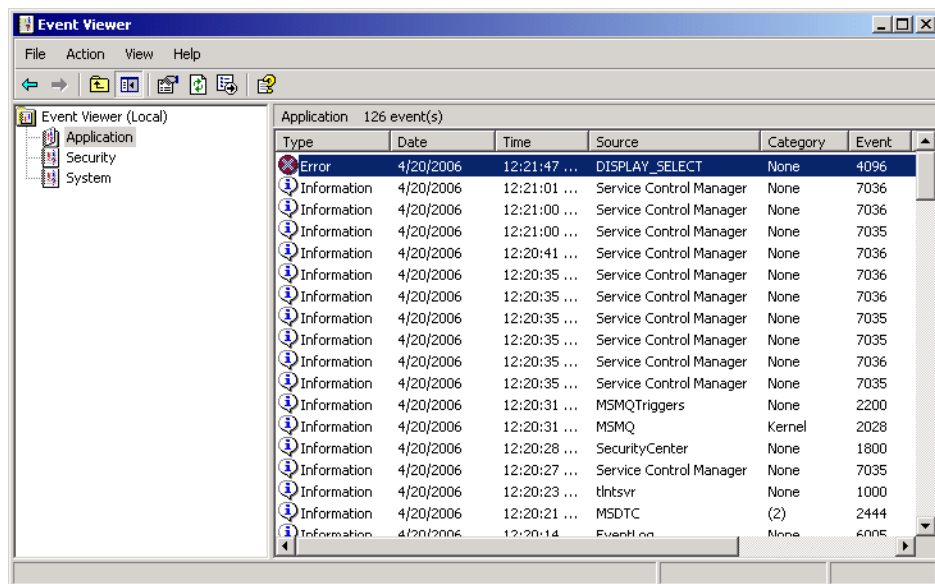 Event Viewer
File Action View Help
Event Viewer (Local)
Application
Security
System
Application 126 event(s)
Type Date Time Source Category Event
Error 4/20/2006 12:21:47 ... DISPLAY_SELECT None 4096
Information 4/20/2006 12:21:01 ... Service Control Manager None 7036
Information 4/20/2006 12:21:00 ... Service Control Manager None 7036
Information 4/20/2006 12:21:00 ... Service Control Manager None 7035
Information 4/20/2006 12:20:41 ... Service Control Manager None 7036
Information 4/20/2006 12:20:35 ... Service Control Manager None 7036
Information 4/20/2006 12:20:35 ... Service Control Manager None 7036
Information 4/20/2006 12:20:35 ... Service Control Manager None 7035
Information 4/20/2006 12:20:35 ... Service Control Manager None 7035
Information 4/20/2006 12:20:35 ... Service Control Manager None 7036
Information 4/20/2006 12:20:35 ... Service Control Manager None 7035
Information 4/20/2006 12:20:31 ... MSMQTriggers None 2200
Information 4/20/2006 12:20:31 ... MSMQ Kernel 2028
Information 4/20/2006 12:20:28 ... SecurityCenter None 1800
Information 4/20/2006 12:20:27 ... Service Control Manager None 7035
Information 4/20/2006 12:20:23 ... tlntsvr None 1000
Information 4/20/2006 12:20:21 ... MSDTC (2) 2444
Information 4/20/2006 12:20:14 EventLog None 6005